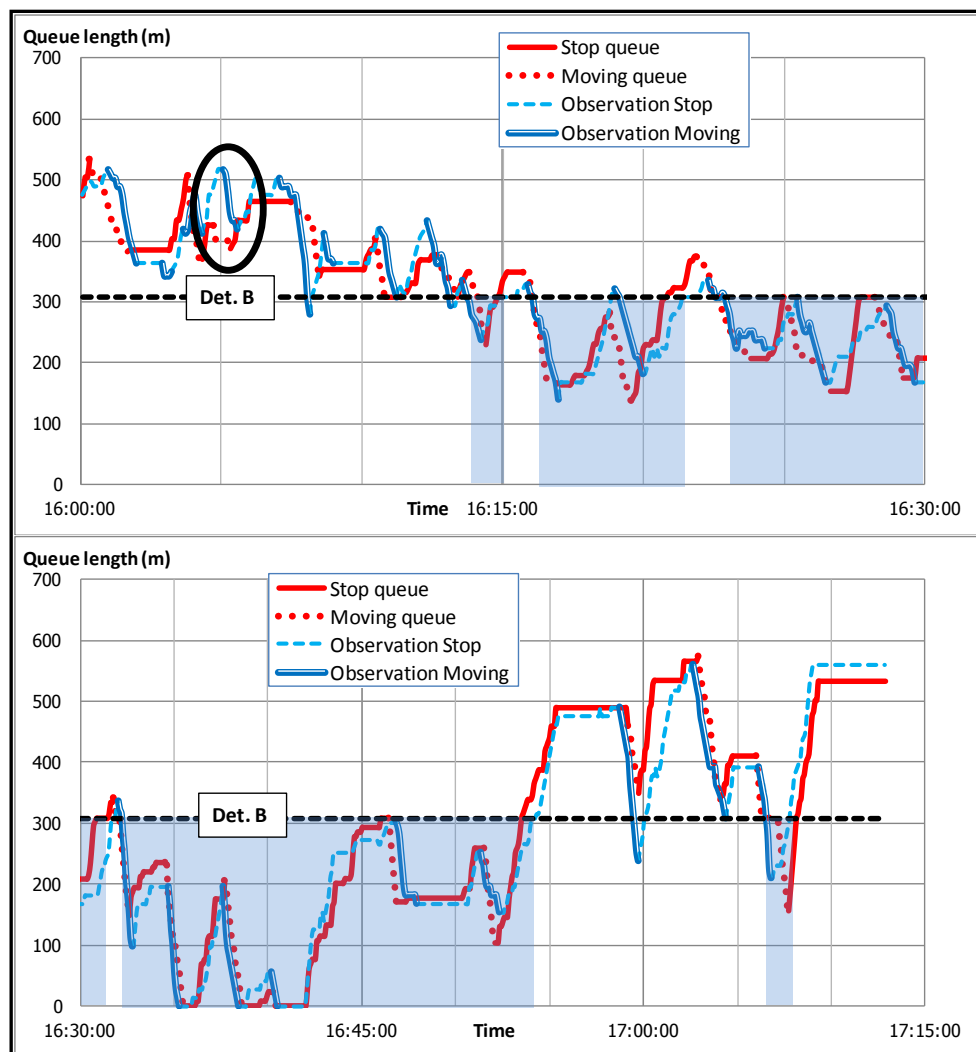 Queue length (m)
700
600
500
400
300
200
100
0
Stop queue
Moving queue
Observation Stop
Observation Moving
Det. B
16:00:00
Time
16:15:00
16:30:00
Queue length (m)
700
600
500
400
300
200
100
0
Stop queue
Moving queue
Observation Stop
Observation Moving
Det. B
16:30:00
16:45:00
Time
17:00:00
17:15:00